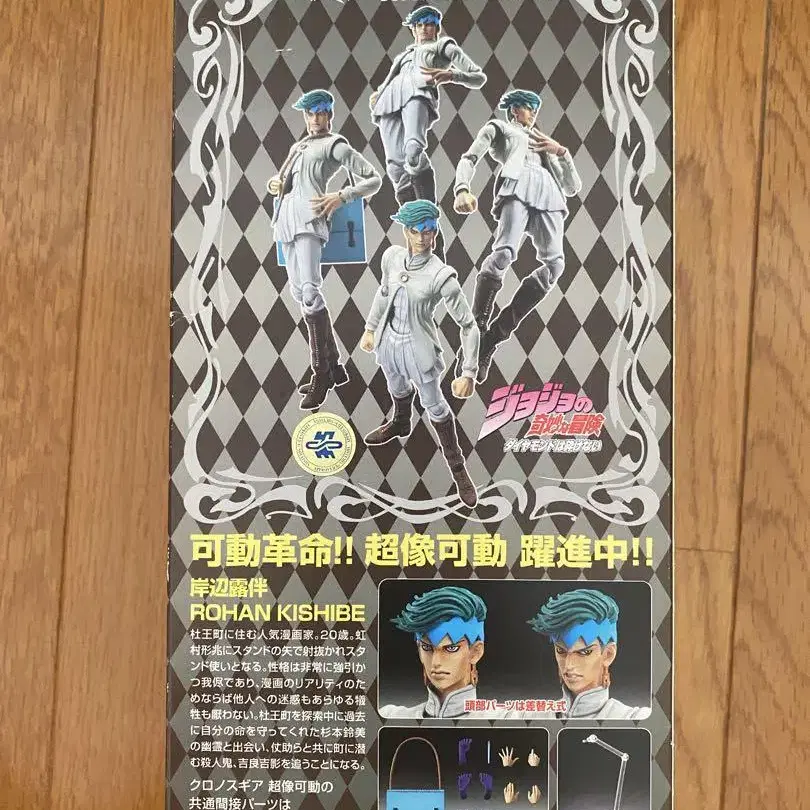 ジョジョの
奇妙な冒険
ダイヤモンドは砕けない
可動革命!! 超像可動 躍進中!!
岸辺露伴
ROHAN KISHIBE
杜王町に住む人気漫画家。20歳。虹
村形兆にスタンドの矢で射抜かれスタ
ンド使いとなる。性格は非常に強引か
つ我侭であり、漫画のリアリティのた
めならば他人への迷惑もあらゆる犠
牲も厭わない。杜王町を探索中に過去
に自分の命を守ってくれた杉本鈴美
の幽霊と出会い、仗助らと共に町に潜
む殺人鬼、吉良吉影を追うことになる。
頭部パーツは差替え式
クロノスギア 超像可動の
共通間接パーツは